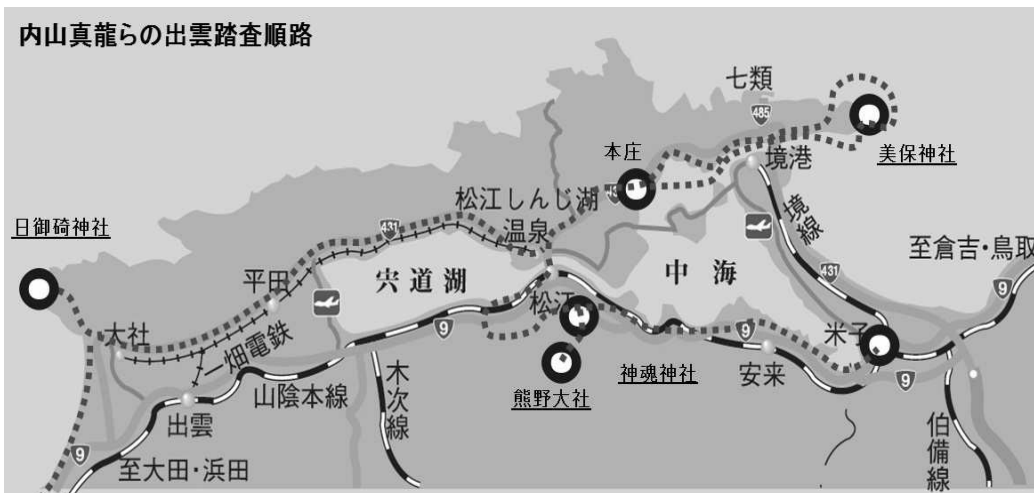 内山真龍らの出雲踏査順路
七類
485
美保神社
本庄
境港
431
松江しんじ湖
温泉
境線
至倉吉・鳥取
日御碕神社
431
平田
宍道湖
中海
431
9
大社
一畑電鉄
松江
9
9
米子
神魂神社
安来
9
熊野大社
山陰本線
木次線
出雲
9
至大田・浜田
伯備線